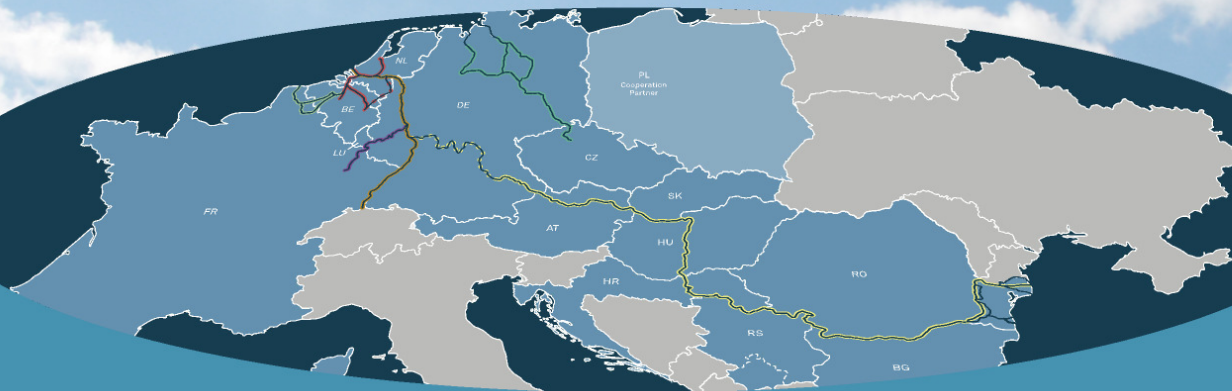 NL
PL
Cooperation
Partner
DE
BE
LU
CZ
SK
FR
AT
HU
RO
HR
RS
BG